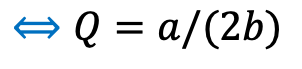 ⟺ Q = a/(2b)